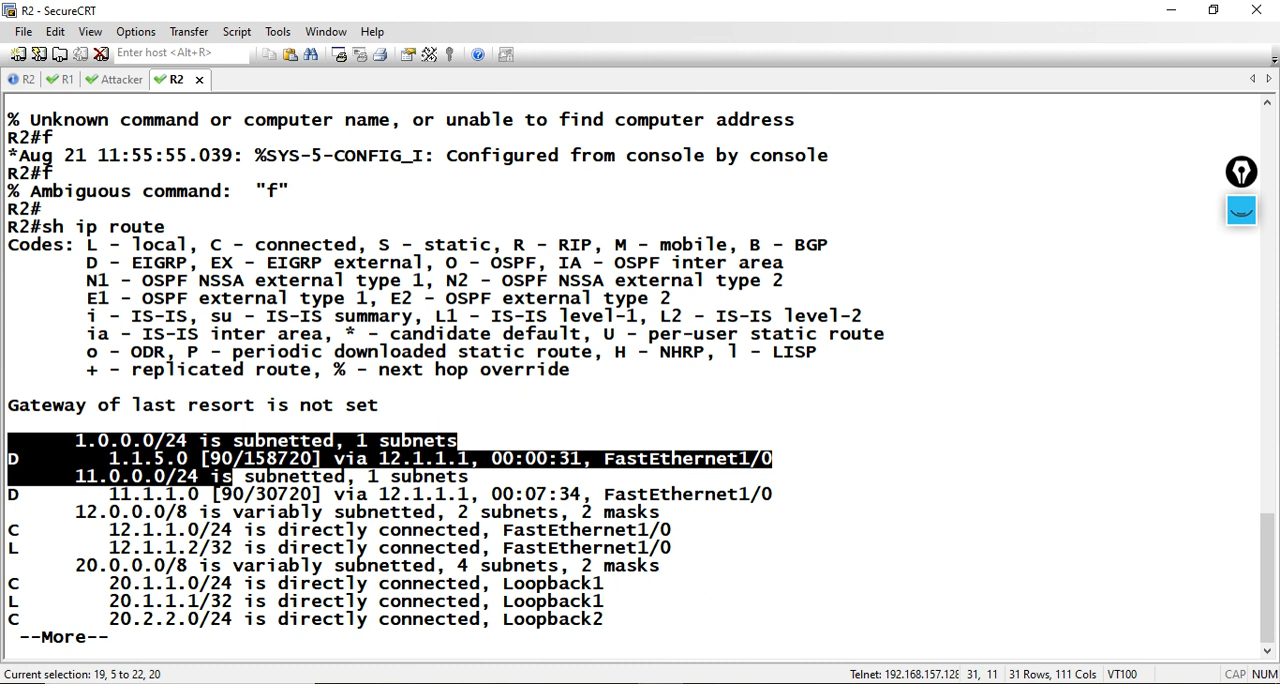 R2 - SecureCRT
File Edit View Options Transfer Script Tools Window Help
Enter host <Alt+R>
R2 R1 Attacker R2
% Unknown command or computer name, or unable to find computer address
R2#f
*Aug 21 11:55:55.039: %SYS-5-CONFIG_I: Configured from console by console
R2#f
% Ambiguous command:  "f"
R2#
R2#sh ip route
Codes: L - local, C - connected, S - static, R - RIP, M - mobile, B - BGP
       D - EIGRP, EX - EIGRP external, O - OSPF, IA - OSPF inter area
       N1 - OSPF NSSA external type 1, N2 - OSPF NSSA external type 2
       E1 - OSPF external type 1, E2 - OSPF external type 2
       i - IS-IS, su - IS-IS summary, L1 - IS-IS level-1, L2 - IS-IS level-2
       ia - IS-IS inter area, * - candidate default, U - per-user static route
       o - ODR, P - periodic downloaded static route, H - NHRP, l - LISP
       + - replicated route, % - next hop override
Gateway of last resort is not set
      1.0.0.0/24 is subnetted, 1 subnets
D        1.1.5.0 [90/158720] via 12.1.1.1, 00:00:31, FastEthernet1/0
      11.0.0.0/24 is subnetted, 1 subnets
D        11.1.1.0 [90/30720] via 12.1.1.1, 00:07:34, FastEthernet1/0
      12.0.0.0/8 is variably subnetted, 2 subnets, 2 masks
C        12.1.1.0/24 is directly connected, FastEthernet1/0
L        12.1.1.2/32 is directly connected, FastEthernet1/0
      20.0.0.0/8 is variably subnetted, 4 subnets, 2 masks
C        20.1.1.0/24 is directly connected, Loopback1
L        20.1.1.1/32 is directly connected, Loopback1
C        20.2.2.0/24 is directly connected, Loopback2
 --More--
Current selection: 19, 5 to 22, 20 Telnet: 192.168.157.128 31, 11 31 Rows, 111 Cols VT100 CAP NUM